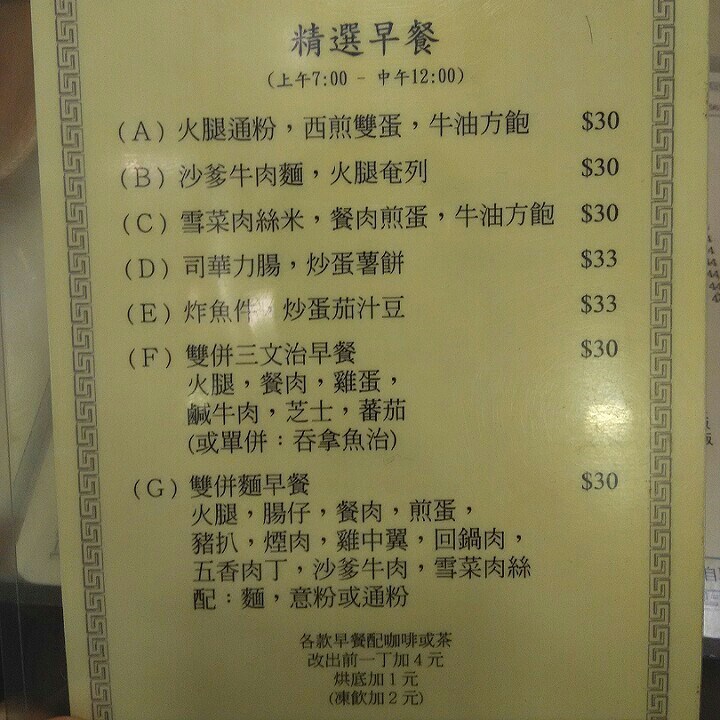 精選早餐
(上午7:00 - 中午12:00)
(A) 火腿通粉，西煎雙蛋，牛油方飽 $30
(B) 沙爹牛肉麵，火腿奄列 $30
(C) 雪菜肉絲米，餐肉煎蛋，牛油方飽 $30
(D) 司華力腸，炒蛋薯餅 $33
(E) 炸魚件，炒蛋茄汁豆 $33
(F) 雙併三文治早餐 $30
火腿，餐肉，雞蛋，
鹹牛肉，芝士，蕃茄
(或單併：吞拿魚治)
(G) 雙併麵早餐 $30
火腿，腸仔，餐肉，煎蛋，
豬扒，煙肉，雞中翼，回鍋肉，
五香肉丁，沙爹牛肉，雪菜肉絲
配：麵，意粉或通粉
各款早餐配咖啡或茶
改出前一丁加4元
烘底加1元
(凍飲加2元)